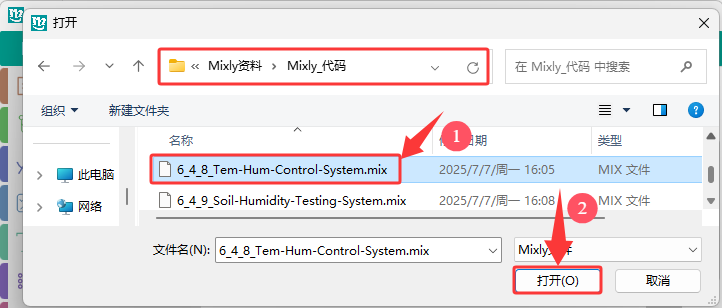 打开
« Mixly资料 › Mixly_代码
在 Mixly_代码 中搜索
组织
新建文件夹
名称
日期
类型
此电脑
6_4_8_Tem-Hum-Control-System.mix
2025/7/7/周一 16:05
MIX 文件
网络
6_4_9_Soil-Humidity-Testing-System.mix
2025/7/7/周一 16:08
MIX 文件
1
2
文件名(N):
6_4_8_Tem-Hum-Control-System.mix
Mixly
打开(O)
取消